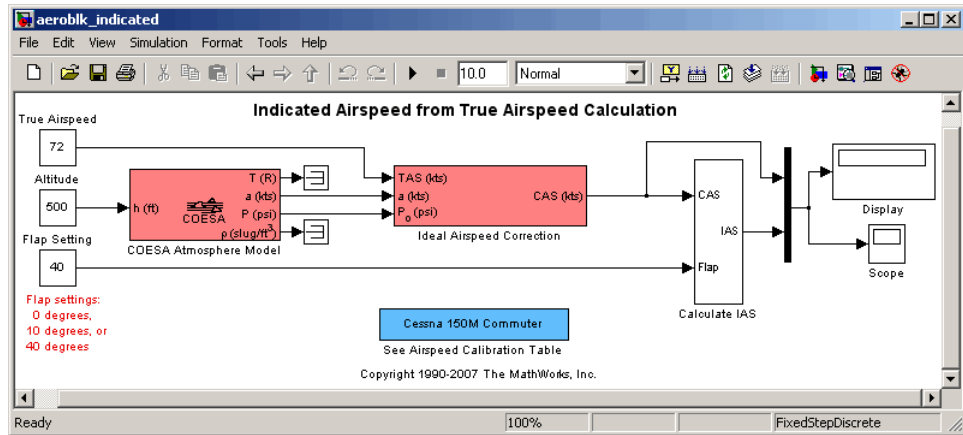 aeroblk_indicated
File Edit View Simulation Format Tools Help
10.0 Normal
Indicated Airspeed from True Airspeed Calculation
True Airspeed
72
Altitude
500
Flap Setting
40
Flap settings:
0 degrees,
10 degrees, or
40 degrees
h (ft)
COESA
T (R)
a (kts)
P (psi)
ρ (slug/ft³)
COESA Atmosphere Model
TAS (kts)
a (kts)
P₀ (psi)
CAS (kts)
Ideal Airspeed Correction
CAS
IAS
Flap
Calculate IAS
Display
Scope
Cessna 150M Commuter
See Airspeed Calibration Table
Copyright 1990-2007 The MathWorks, Inc.
Ready 100% FixedStepDiscrete